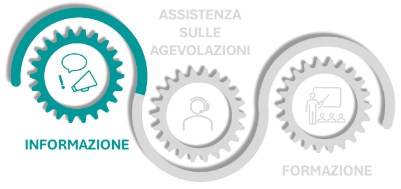 ASSISTENZA
SULLE
AGEVOLAZIONI
INFORMAZIONE
FORMAZIONE